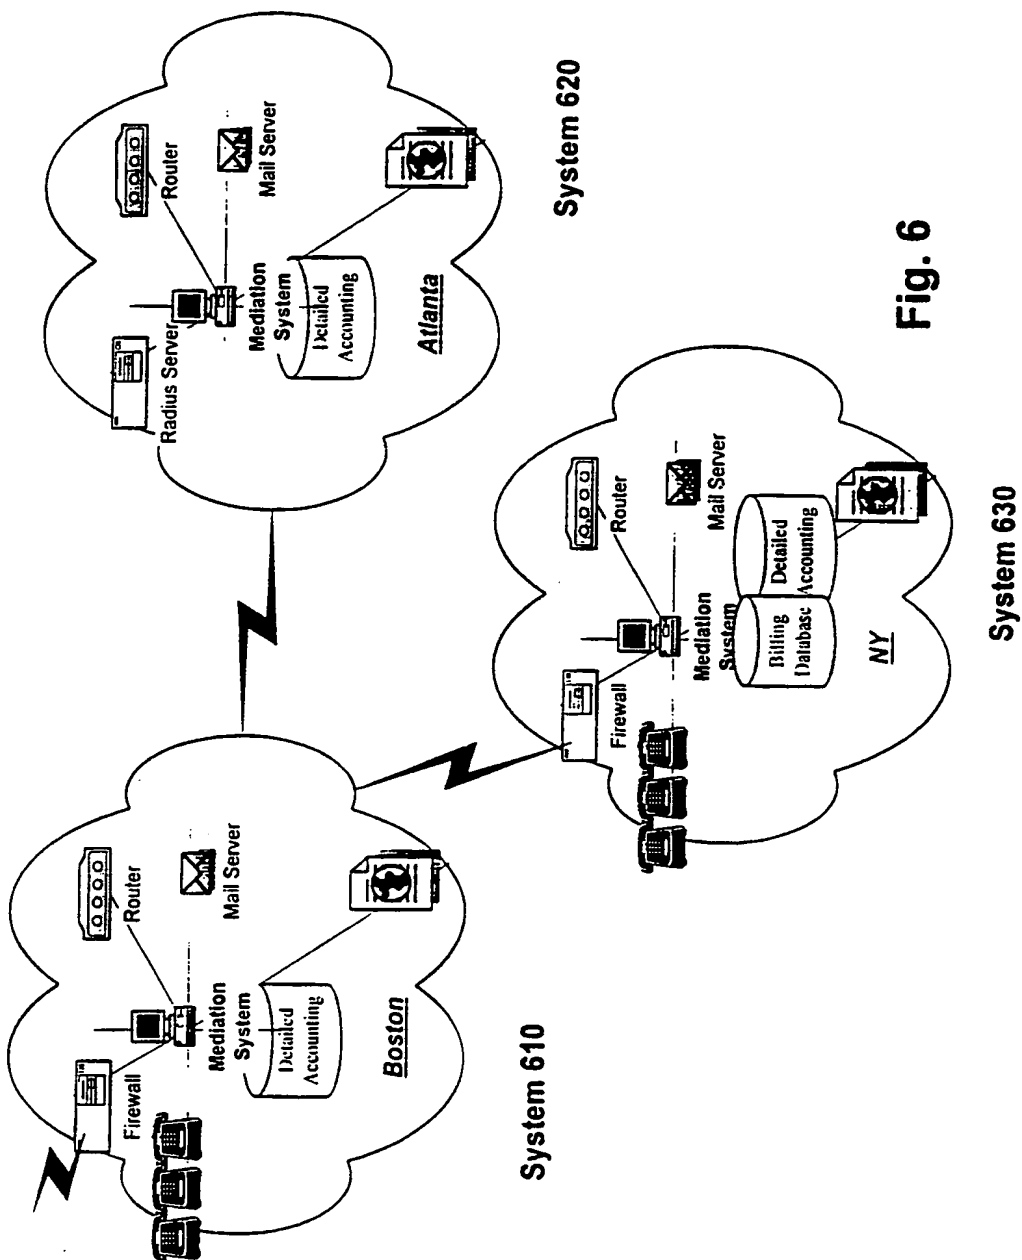 Firewall
Router
Mediation
System
Mail Server
Detailed
Accounting
Boston
System 610
Radius Server
Router
Mediation
System
Mail Server
Detailed
Accounting
Atlanta
System 620
Firewall
Router
Mediation
System
Mail Server
Billing
Database
Detailed
Accounting
NY
System 630
Fig. 6